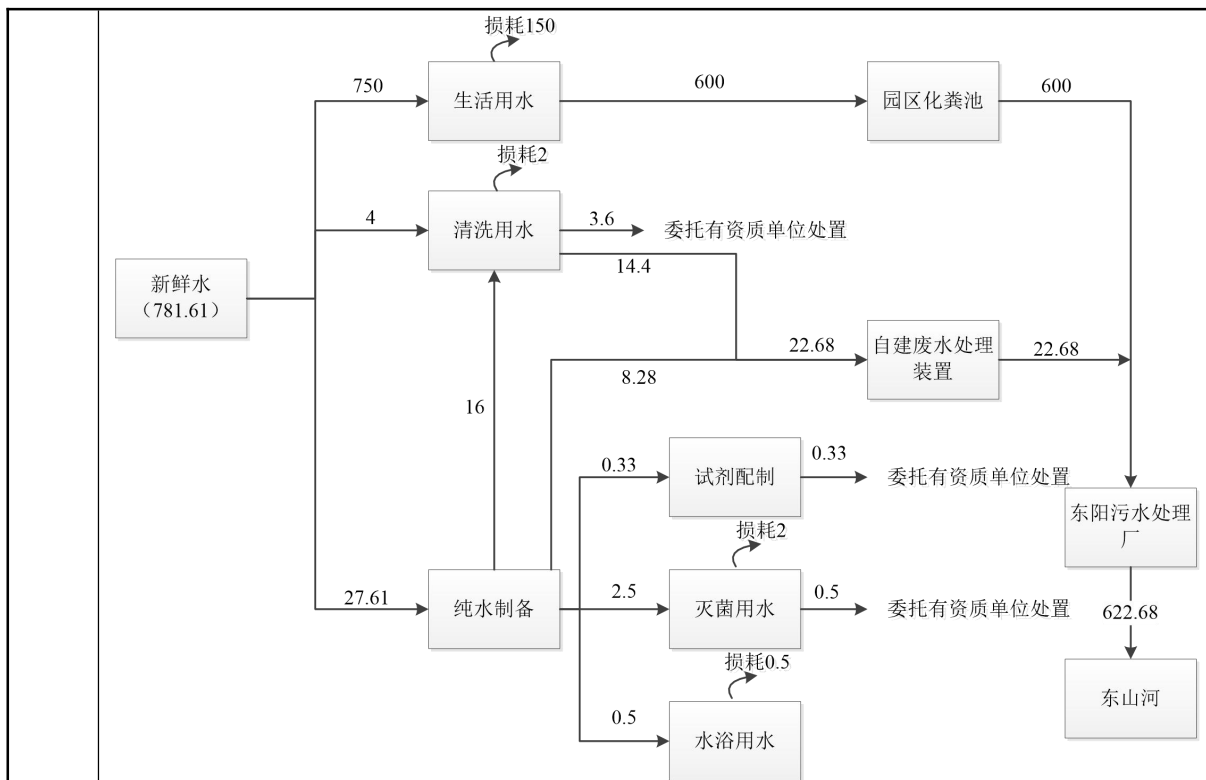 损耗150
750
生活用水
600
园区化粪池
600
损耗2
4
清洗用水
3.6
委托有资质单位处置
14.4
新鲜水
（781.61）
22.68
自建废水处理
装置
22.68
8.28
16
0.33
试剂配制
0.33
委托有资质单位处置
东阳污水处理
厂
损耗2
27.61
纯水制备
2.5
灭菌用水
0.5
委托有资质单位处置
622.68
损耗0.5
东山河
0.5
水浴用水